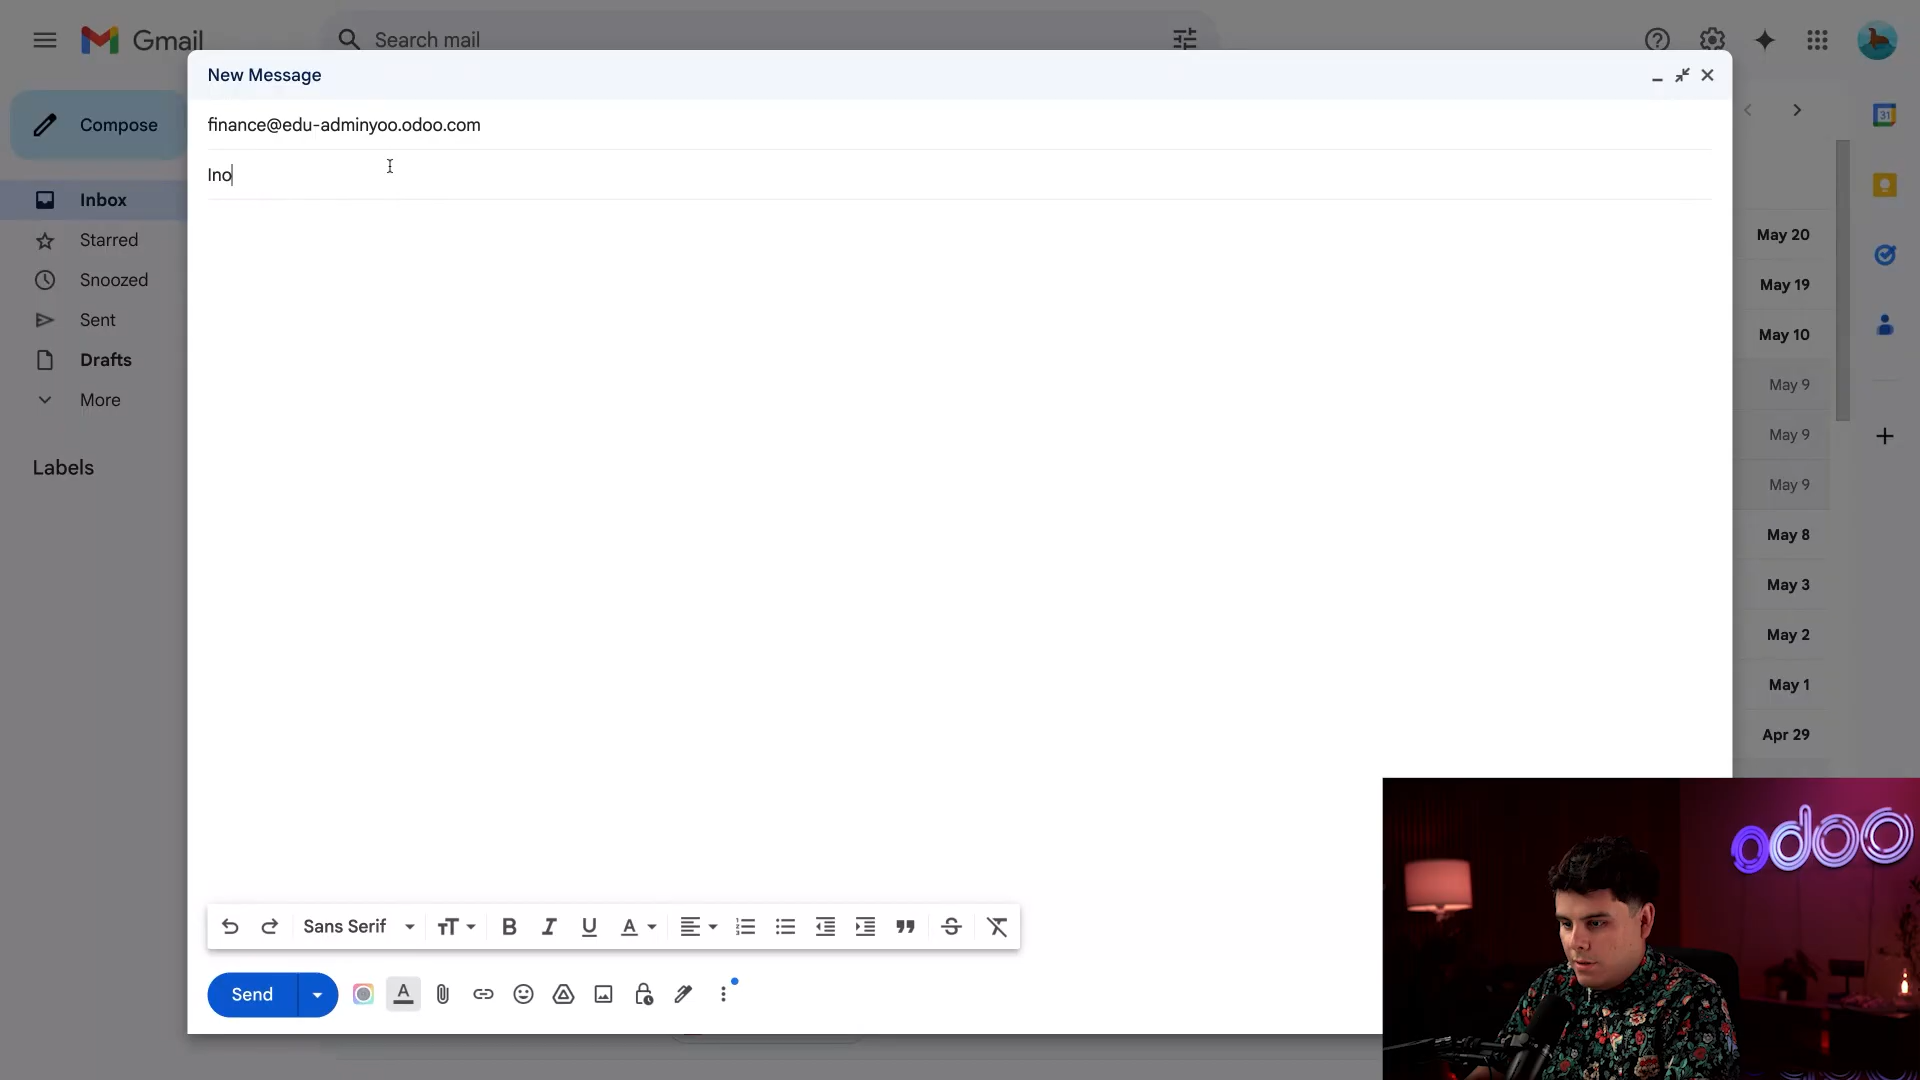 Gmail
Search mail
New Message
Compose
finance@edu-adminyoo.odoo.com
Ino
Inbox
Starred
Snoozed
Sent
Drafts
More
Labels
31
May 20
May 19
May 10
May 9
May 9
May 9
May 8
May 3
May 2
May 1
Apr 29
Sans Serif
Send
odoo